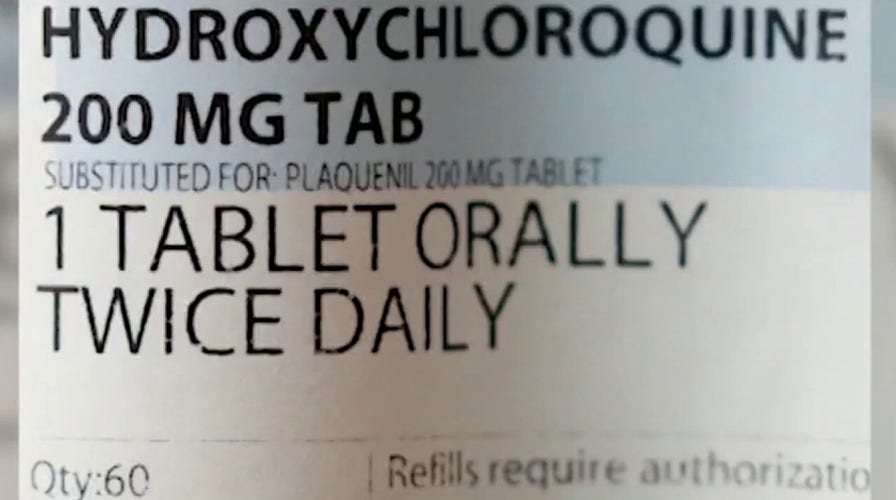 HYDROXYCHLOROQUINE
200 MG TAB
SUBSTITUTED FOR: PLAQUENIL 200 MG TABLET
1 TABLET ORALLY
TWICE DAILY
Qty:60 | Refills require authorizatio